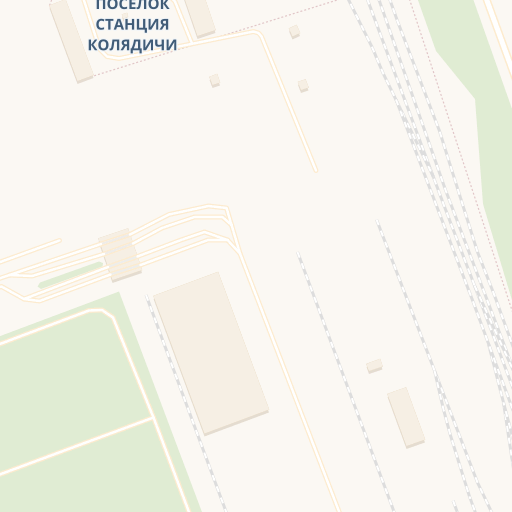 ПОСЕЛОК
СТАНЦИЯ
КОЛЯДИЧИ